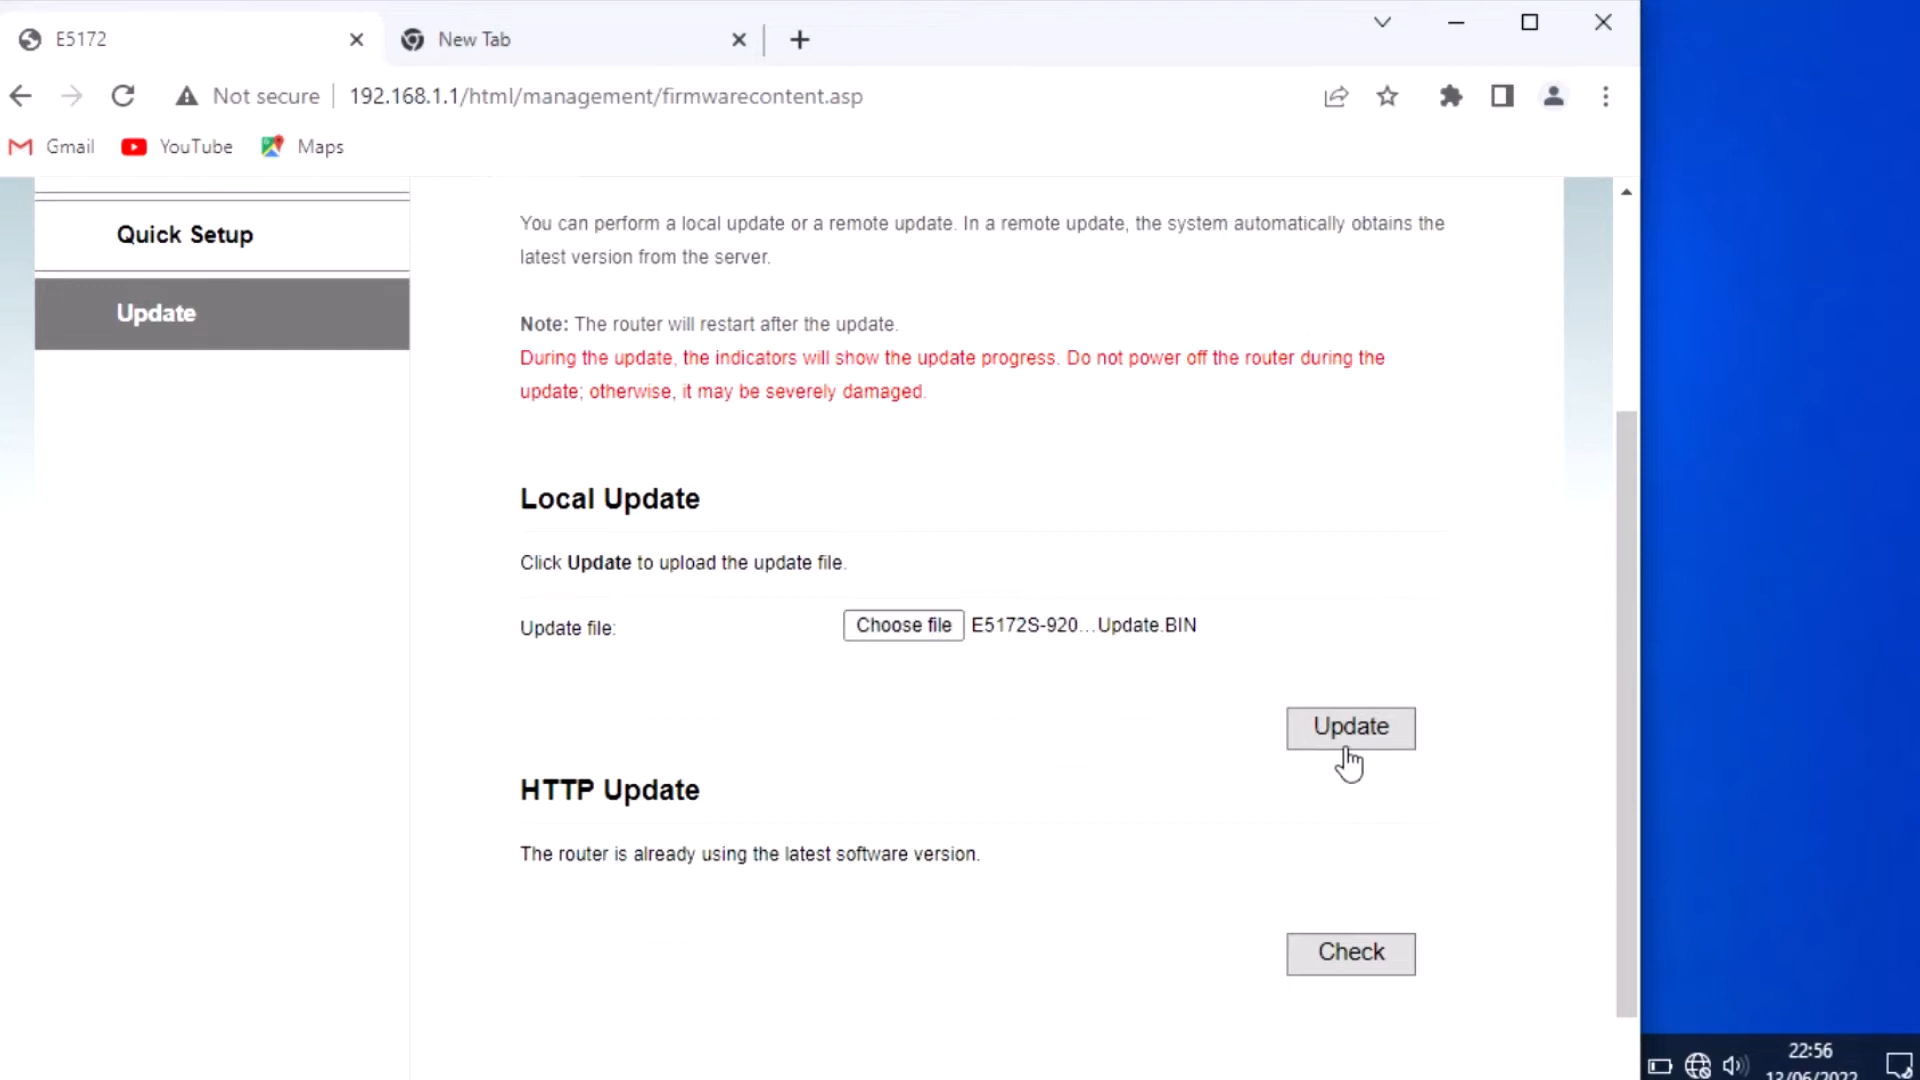 E5172
New Tab
Not secure
192.168.1.1/html/management/firmwarecontent.asp
Gmail
YouTube
Maps
Quick Setup
Update
You can perform a local update or a remote update. In a remote update, the system automatically obtains the
latest version from the server.
Note: The router will restart after the update.
During the update, the indicators will show the update progress. Do not power off the router during the
update; otherwise, it may be severely damaged.
Local Update
Click Update to upload the update file.
Update file:
Choose file
E5172S-920...Update.BIN
Update
HTTP Update
The router is already using the latest software version.
Check
22:56